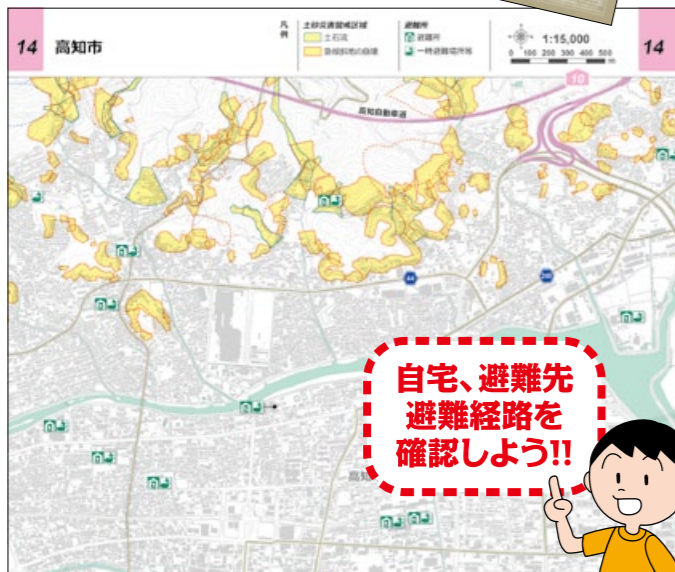 14 高知市
凡例
土砂災害警戒区域
土石流
急傾斜地の崩壊
避難所
避難所
一時避難場所等
1:15,000
0 100 200 300 400 500
m
14
10
高知自動車道
44
自宅、避難先
避難経路を
確認しよう!!